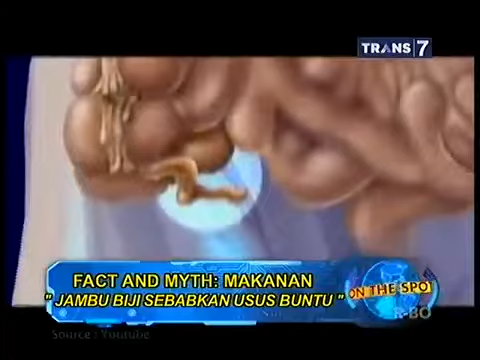 TRANS 7
FACT AND MYTH: MAKANAN
" JAMBU BIJI SEBABKAN USUS BUNTU "
ON THE SPOT
Source : Youtube